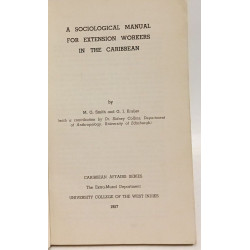 A SOCIOLOGICAL MANUAL
FOR EXTENSION WORKERS
IN THE CARIBBEAN
by
M. G. Smith and G. J. Kruijer
(with a contribution by Dr. Sydney Collins, Department
of Anthropology, University of Edinburgh)
CARIBBEAN AFFAIRS SERIES
The Extra-Mural Department
UNIVERSITY COLLEGE OF THE WEST INDIES
1957